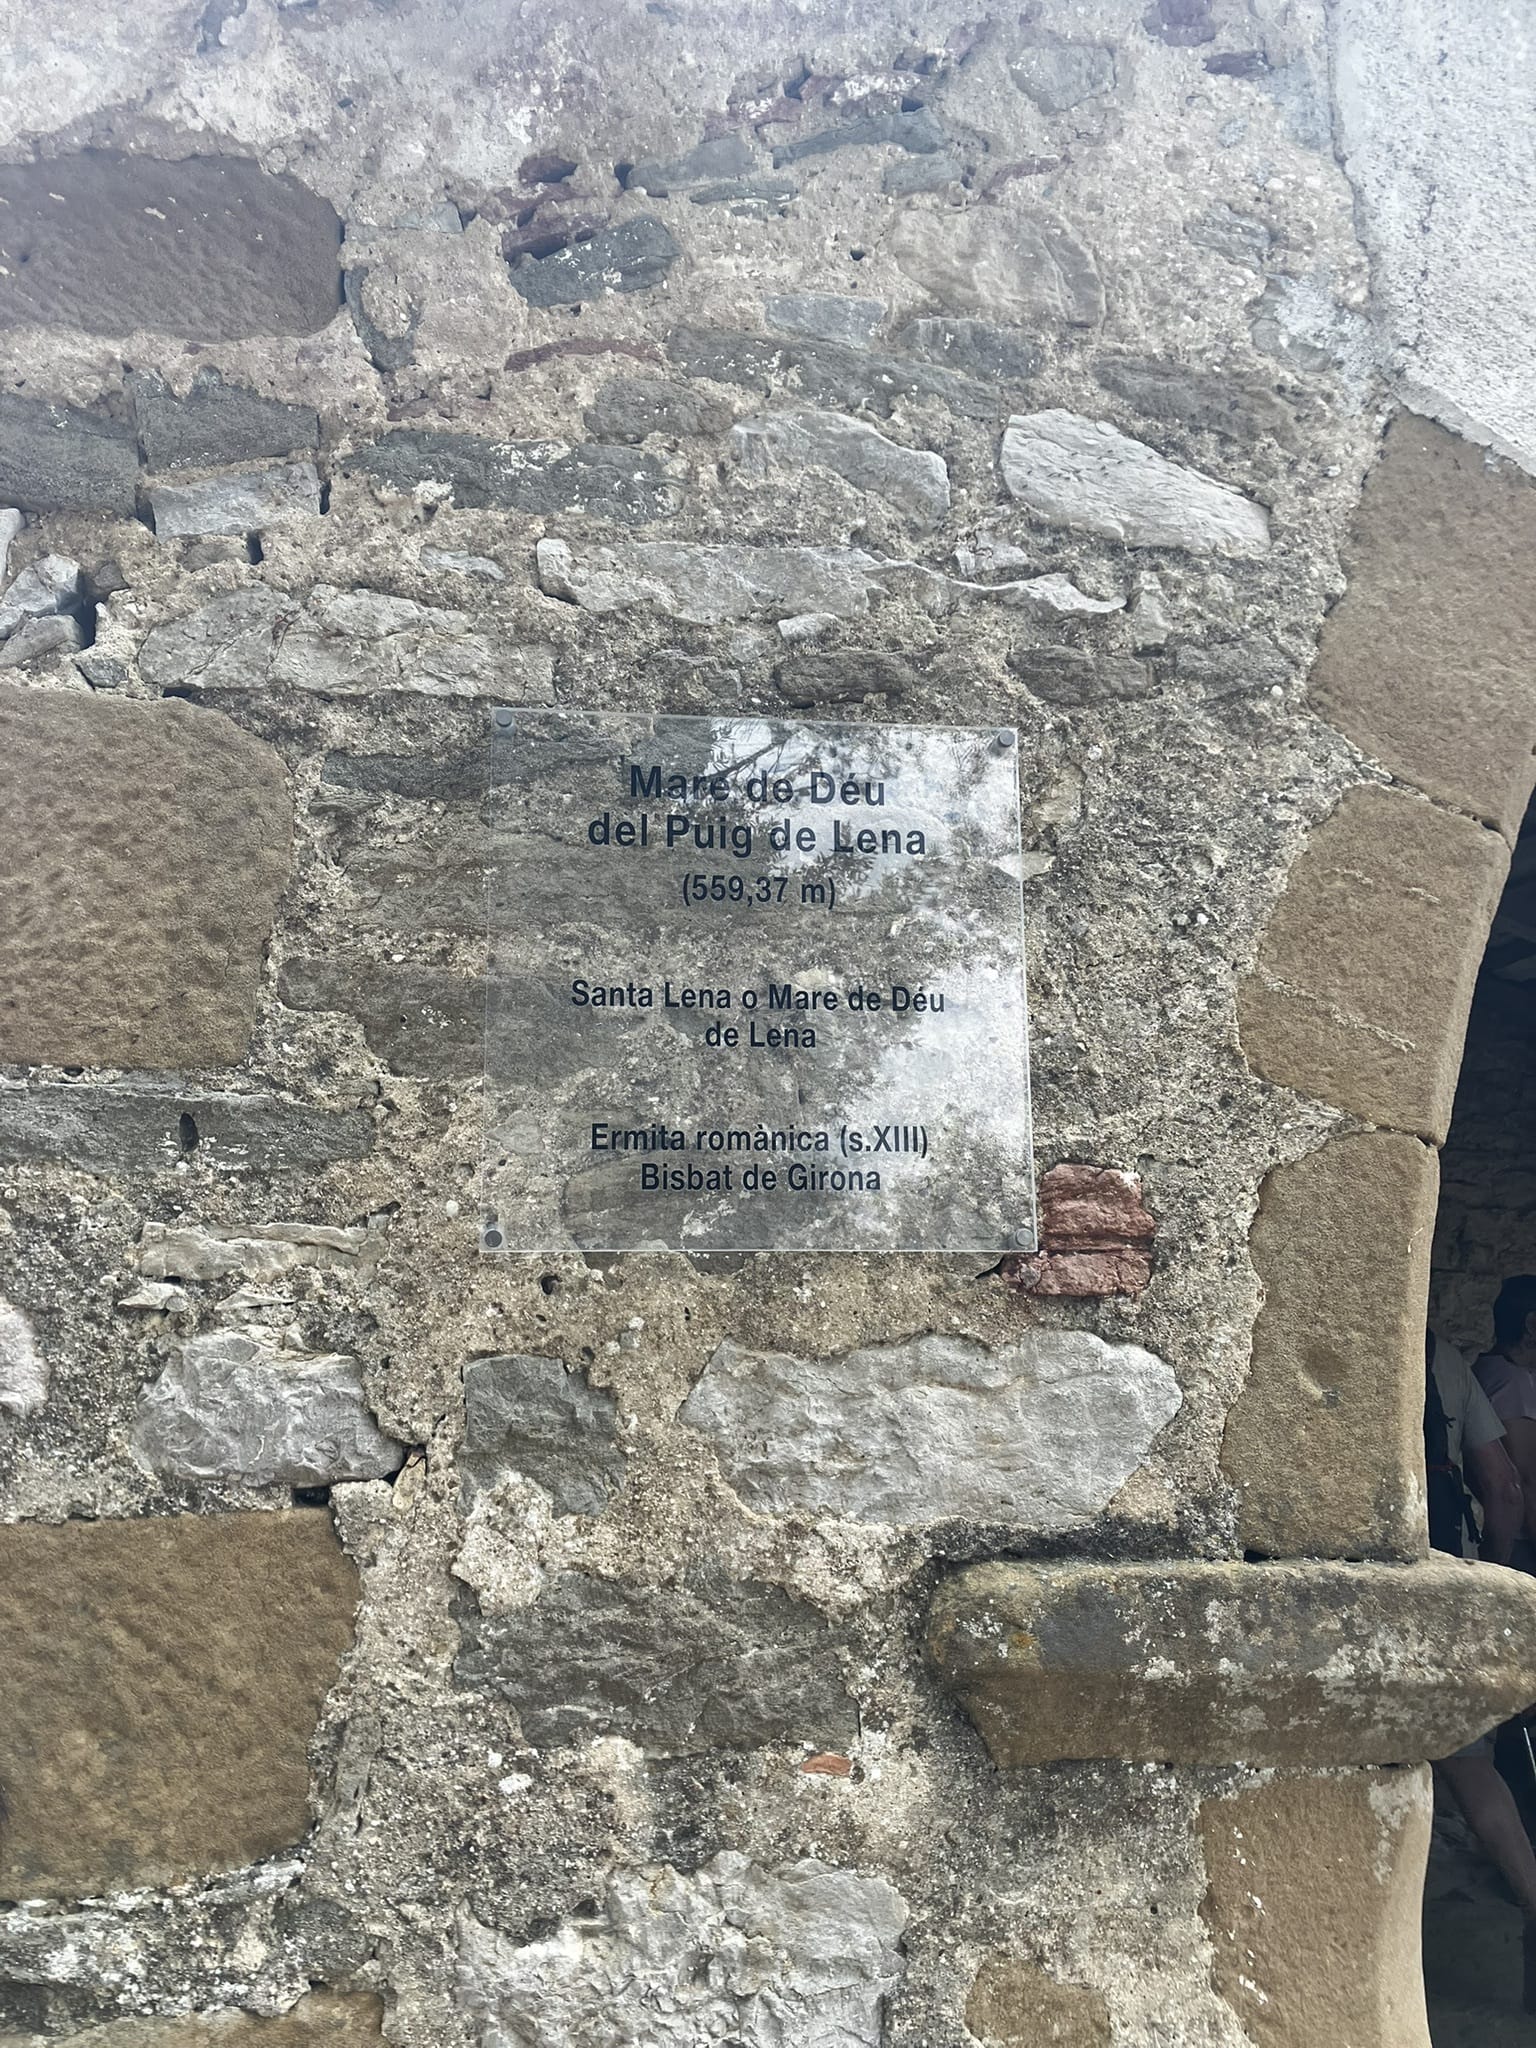 Mare de Déu
del Puig de Lena
(559,37 m)
Santa Lena o Mare de Déu
de Lena
Ermita romànica (s.XIII)
Bisbat de Girona